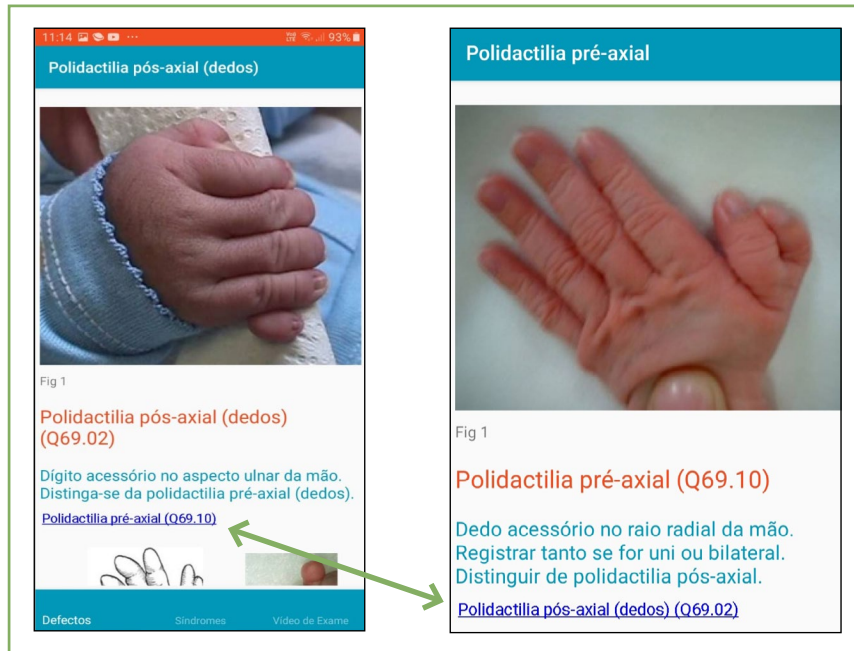 11:14 ··· 93%
Polidactilia pós-axial (dedos)
Fig 1
Polidactilia pós-axial (dedos)
(Q69.02)
Dígito acessório no aspecto ulnar da mão.
Distinga-se da polidactilia pré-axial (dedos).
Polidactilia pré-axial (Q69.10)
Defectos Síndromes Vídeo de Exame
Polidactilia pré-axial
Fig 1
Polidactilia pré-axial (Q69.10)
Dedo acessório no raio radial da mão.
Registrar tanto se for uni ou bilateral.
Distinguir de polidactilia pós-axial.
Polidactilia pós-axial (dedos) (Q69.02)